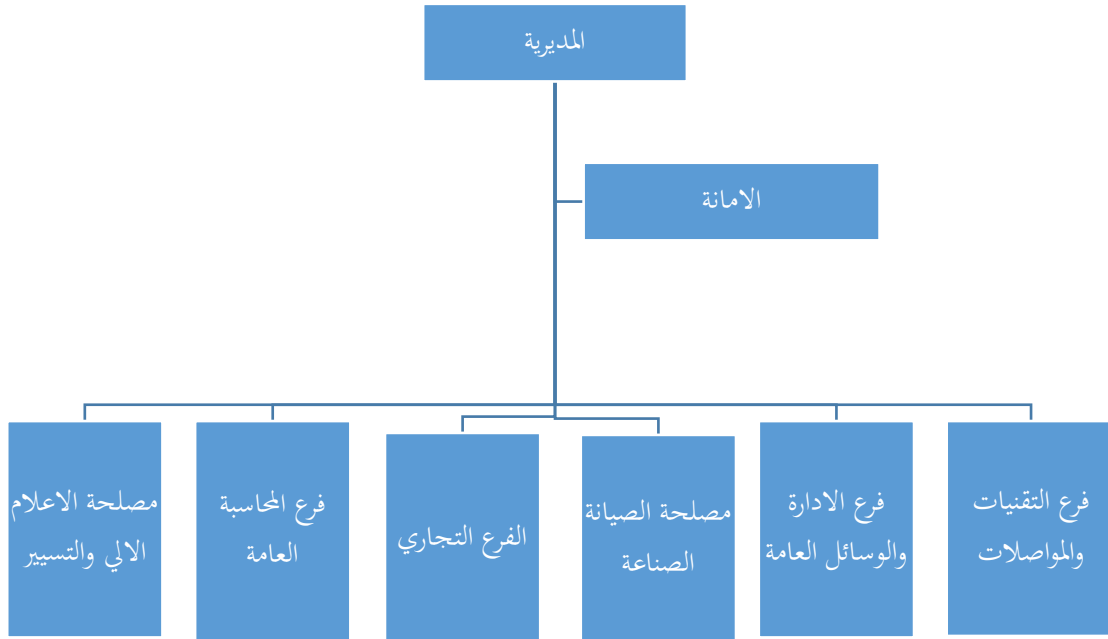 المديرية
الامانة
فرع التقنيات
والمواصلات
فرع الادارة
والوسائل العامة
مصلحة الصيانة
الصناعة
الفرع التجاري
فرع المحاسبة
العامة
مصلحة الاعلام
الالي والتسيير